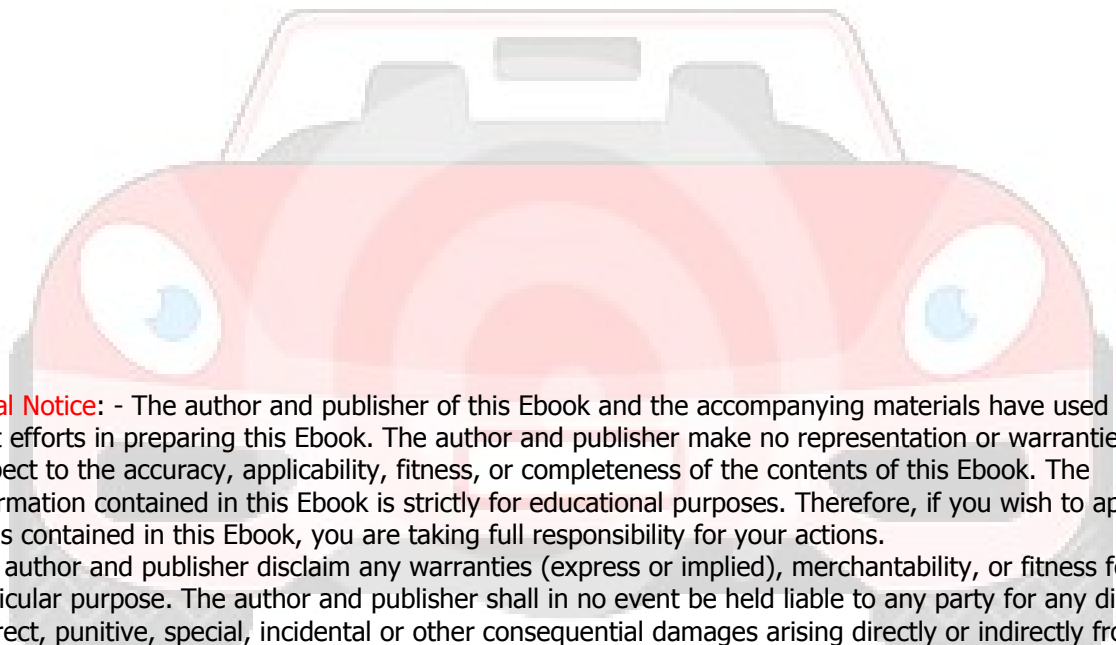 al Notice: - The author and publisher of this Ebook and the accompanying materials have used
efforts in preparing this Ebook. The author and publisher make no representation or warrantie
ect to the accuracy, applicability, fitness, or completeness of the contents of this Ebook. The
rmation contained in this Ebook is strictly for educational purposes. Therefore, if you wish to ap
s contained in this Ebook, you are taking full responsibility for your actions.
author and publisher disclaim any warranties (express or implied), merchantability, or fitness f
icular purpose. The author and publisher shall in no event be held liable to any party for any di
rect, punitive, special, incidental or other consequential damages arising directly or indirectly fro